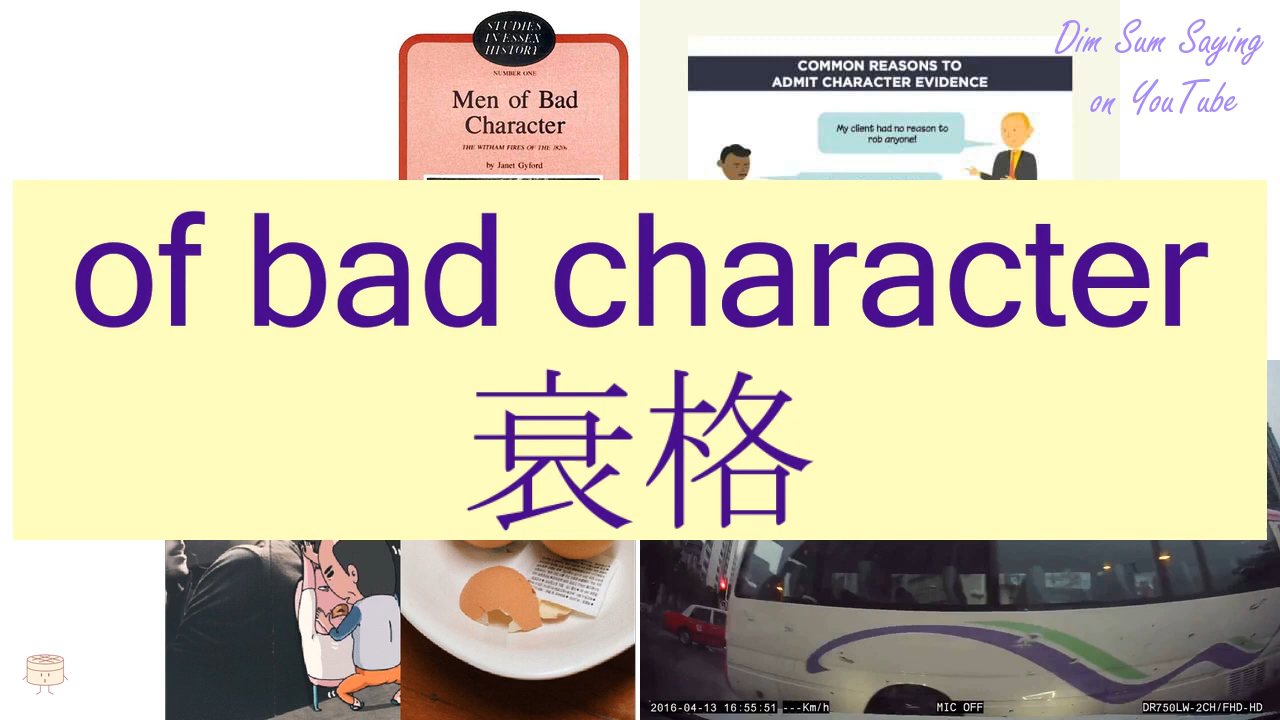 STUDIES
IN ESSEX
HISTORY
NUMBER ONE
Men of Bad
Character
THE WITHAM FIRES OF THE 1820s
by Janet Gyford
COMMON REASONS TO
ADMIT CHARACTER EVIDENCE
My client had no reason to
rob anyone!
Dim Sum Saying
on YouTube
of bad character
衰格
2016-04-13 16:55:51 ---Km/h
MIC OFF
DR750LW-2CH/FHD-HD